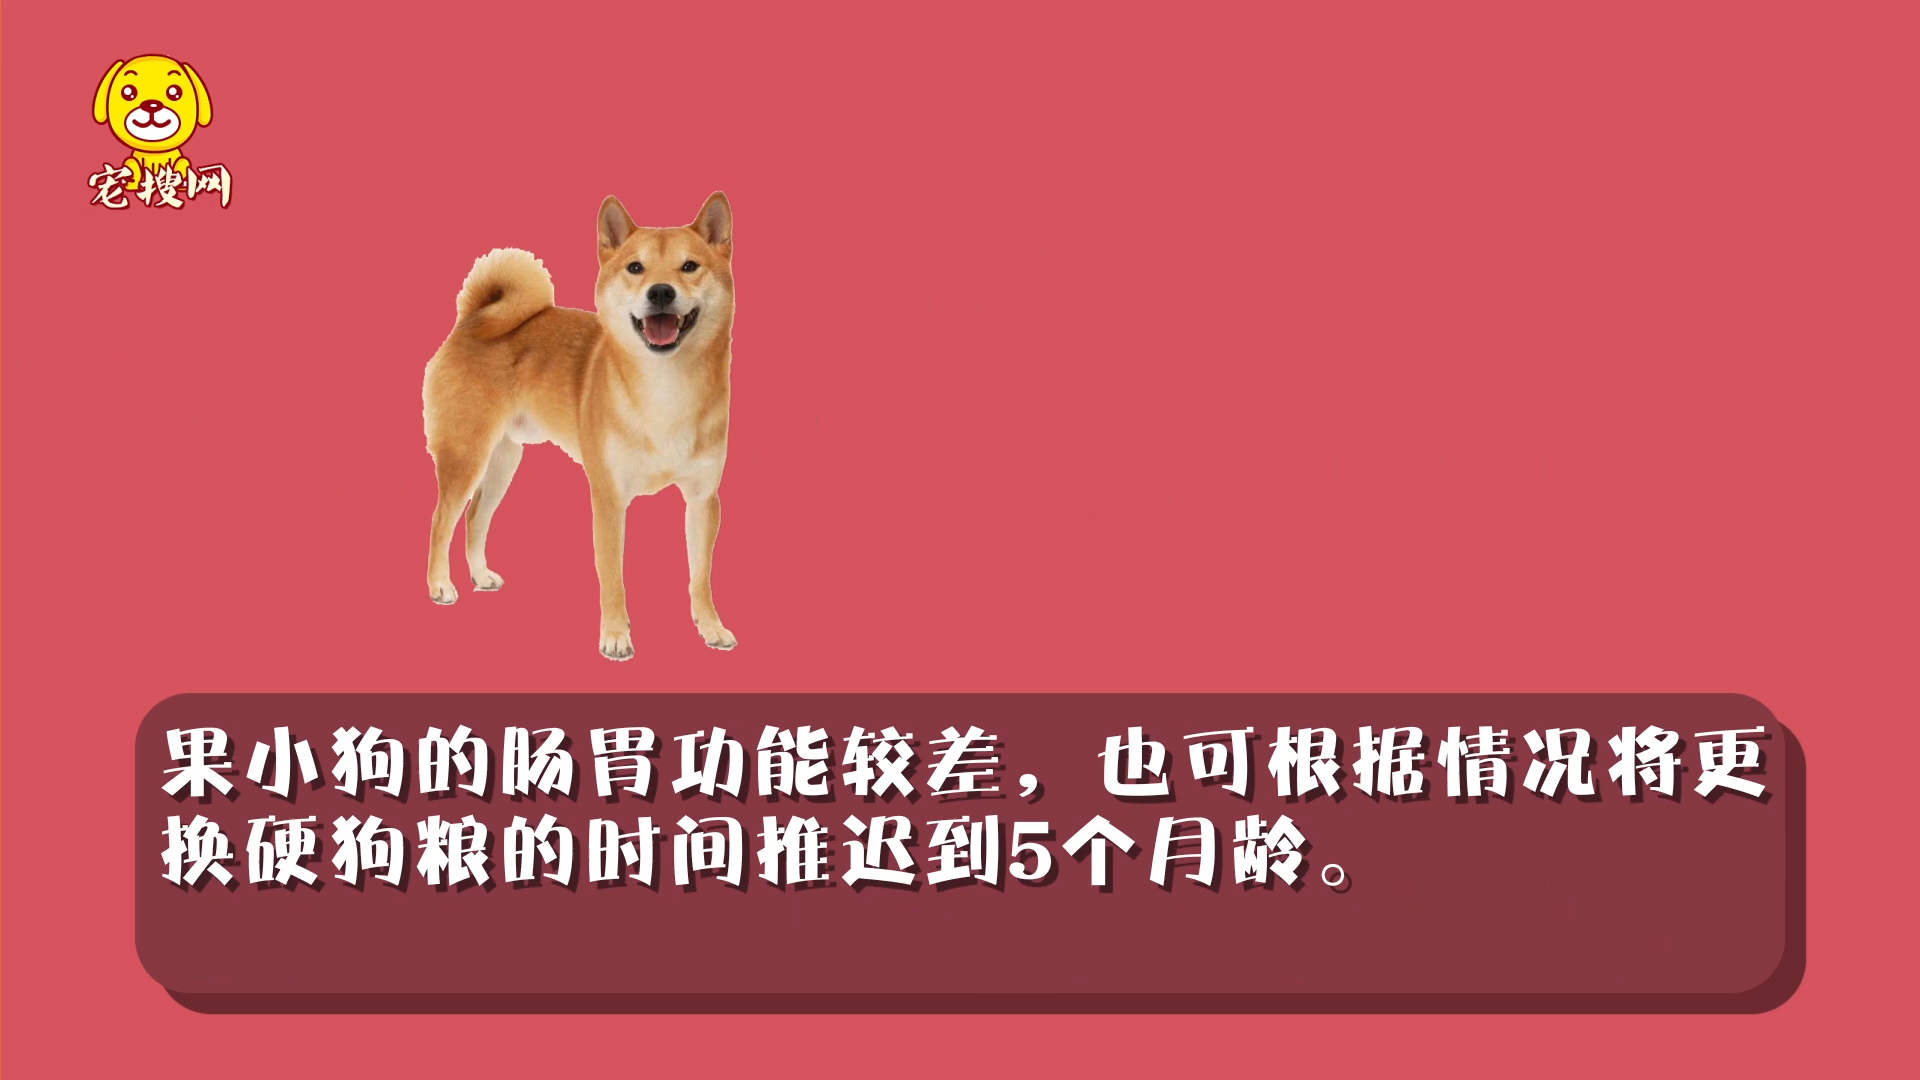 宠搜网
果小狗的肠胃功能较差，也可根据情况将更
换硬狗粮的时间推迟到5个月龄。